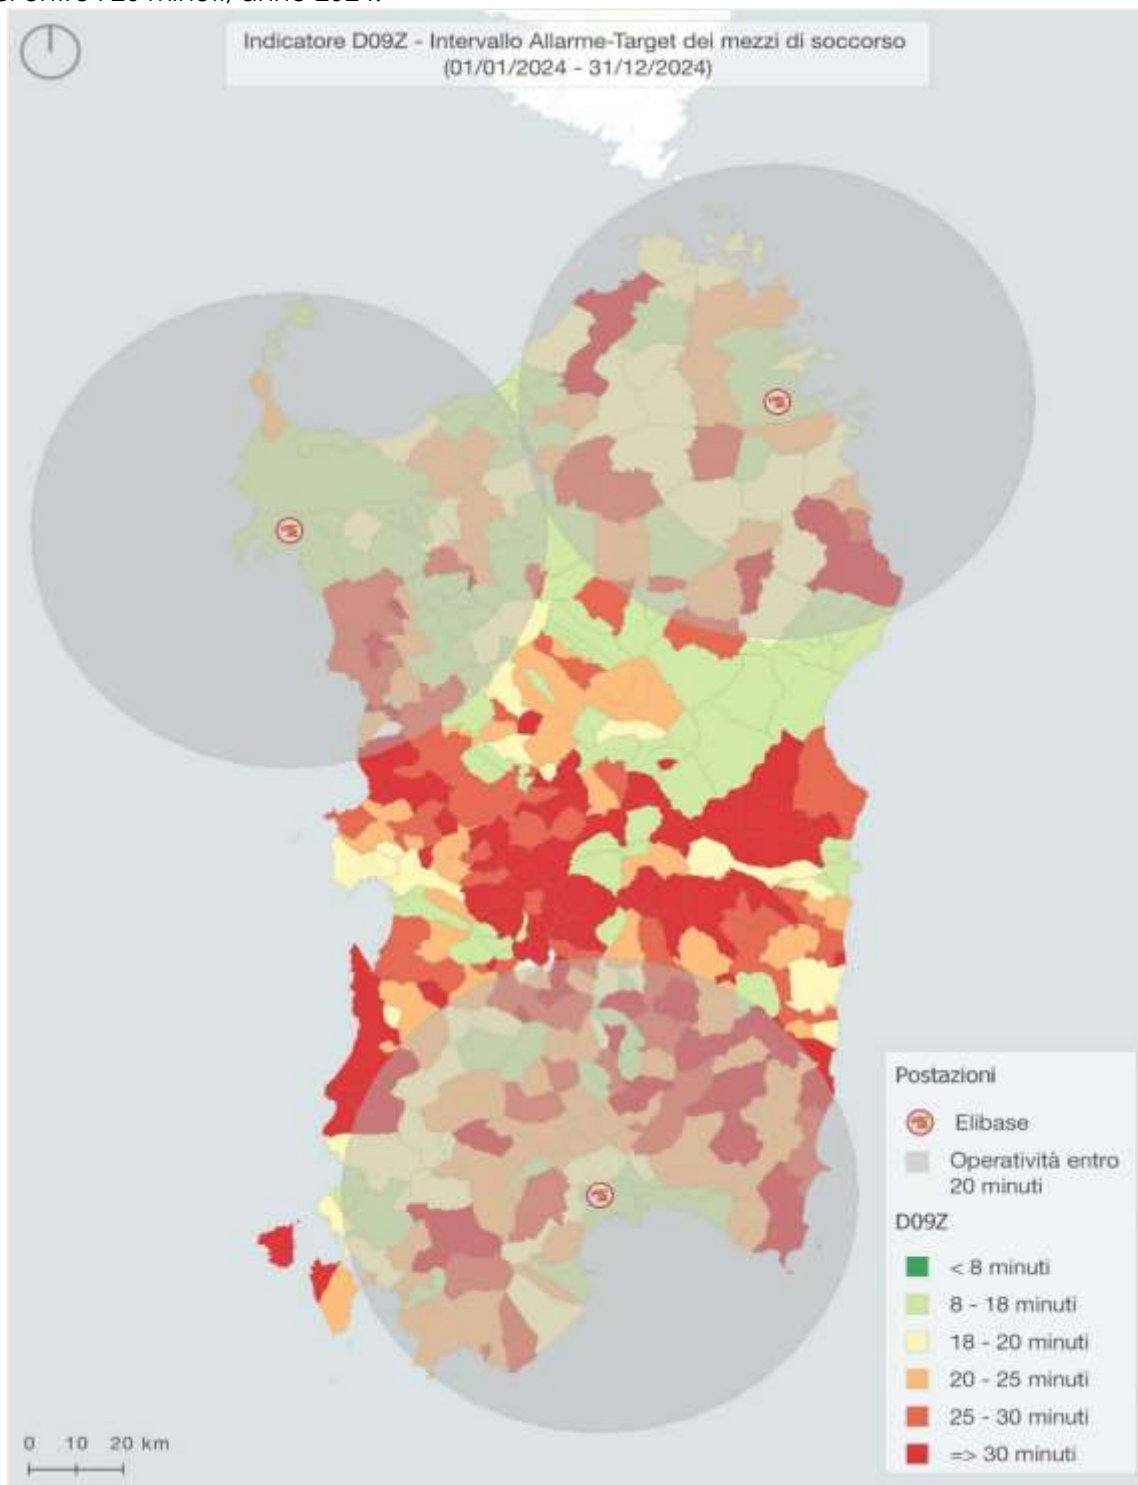 Indicatore D09Z - Intervallo Allarme-Target dei mezzi di soccorso
(01/01/2024 - 31/12/2024)
Postazioni
Elibase
Operatività entro
20 minuti
D09Z
< 8 minuti
8 - 18 minuti
18 - 20 minuti
20 - 25 minuti
25 - 30 minuti
=> 30 minuti
0 10 20 km